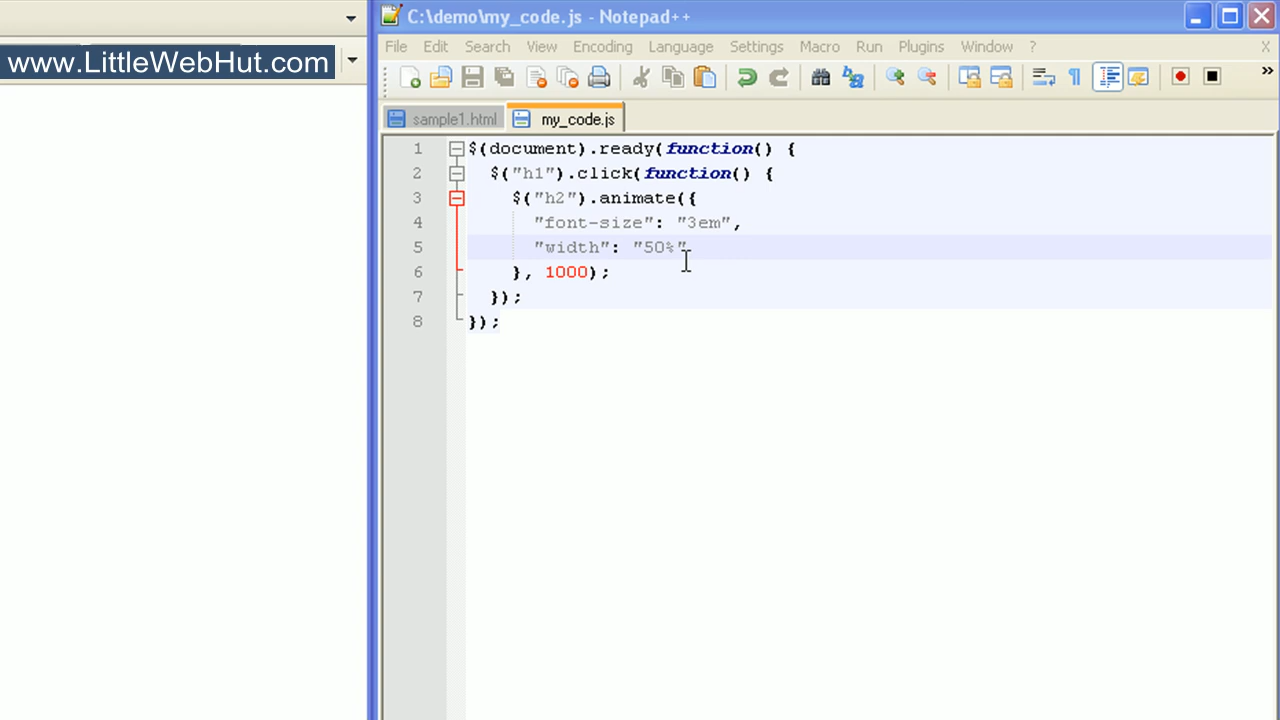 C:\demo\my_code.js - Notepad++
www.LittleWebHut.com
File Edit Search View Encoding Language Settings Macro Run Plugins Window ? X
sample1.html my_code.js
1 $(document).ready(function() {
2 $("h1").click(function() {
3 $("h2").animate({
4 "font-size": "3em",
5 "width": "50%"
6 }, 1000);
7 });
8 });